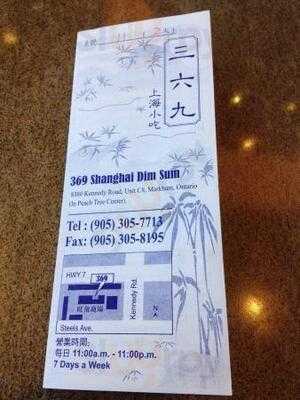 三六九
上海小吃
369 Shanghai Dim Sum
8380 Kennedy Road, Unit C8, Markham, Ontario
(In Peach Tree Center)
Tel : (905) 305-7713
Fax: (905) 305-8195
HWY 7
369
Kennedy Rd.
N
Steels Ave.
營業時間:
每日 11:00a.m. - 11:00p.m.
7 Days a Week